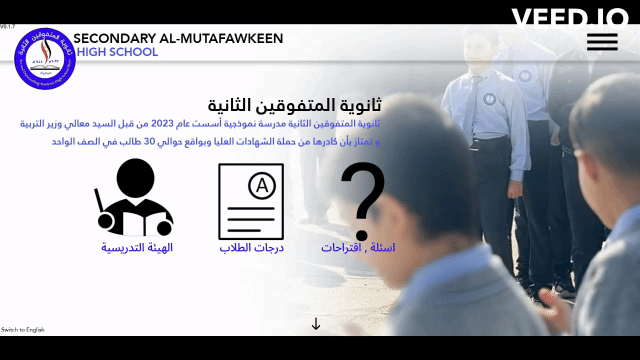 VEED.IO
V0.1.7
SECONDARY AL-MUTAFAWKEEN
HIGH SCHOOL
ثانوية المتفوقين الثانية
ثانوية المتفوقين الثانية مدرسة نموذجية أسست عام 2023 من قبل السيد معالي وزير التربية
و تمتاز بأن كادرها من حملة الشهادات العليا وبواقع حوالي 30 طالب في الصف الواحد
A
?
اسئلة , اقتراحات
درجات الطلاب
الهيئة التدريسية
↓
Switch to English